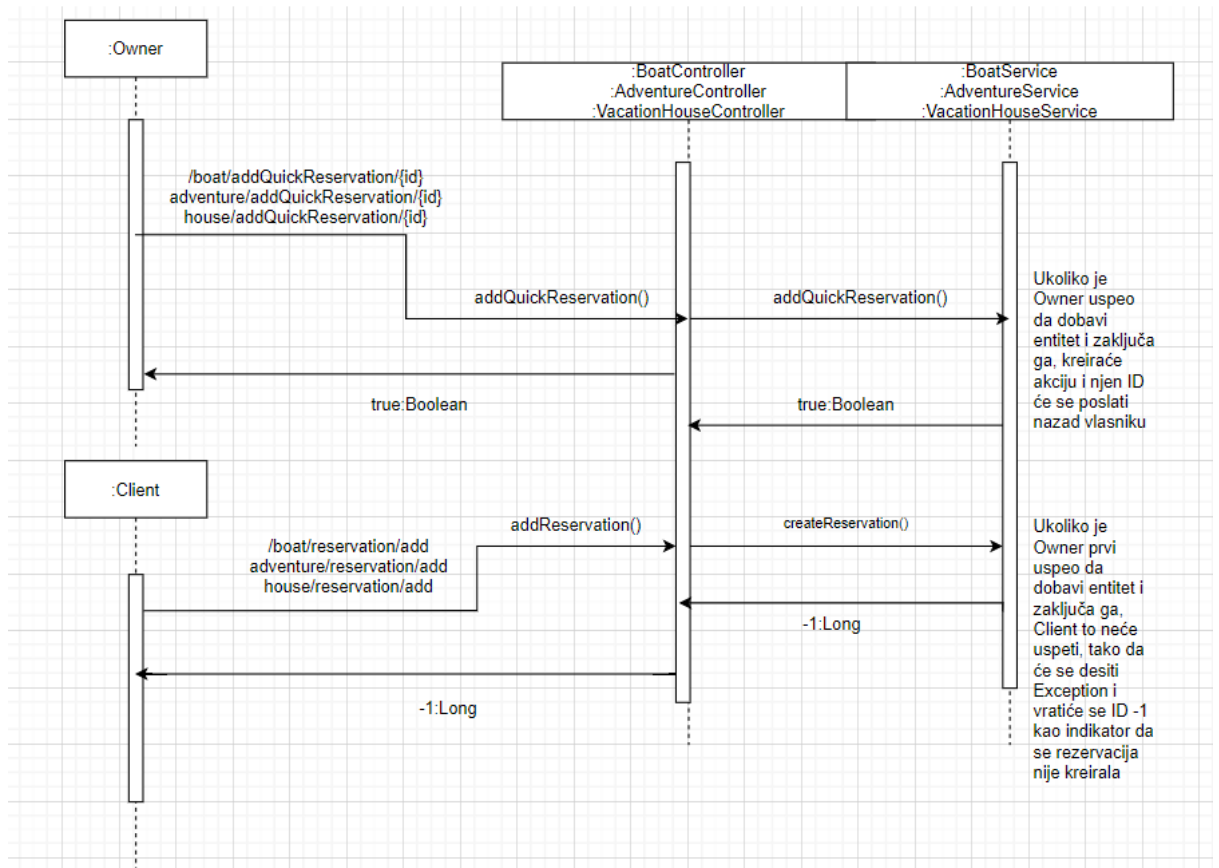 :Owner
:BoatController
:AdventureController
:VacationHouseController
:BoatService
:AdventureService
:VacationHouseService
/boat/addQuickReservation/{id}
adventure/addQuickReservation/{id}
house/addQuickReservation/{id}
addQuickReservation()
addQuickReservation()
Ukoliko je
Owner uspeo
da dobavi
entitet i zaključa
ga, kreiraće
akciju i njen ID
će se poslati
nazad vlasniku
true:Boolean
true:Boolean
:Client
/boat/reservation/add
adventure/reservation/add
house/reservation/add
addReservation()
createReservation()
Ukoliko je
Owner prvi
uspeo da
dobavi entitet i
zaključa ga,
Client to neće
uspeti, tako da
će se desiti
Exception i
vratiće se ID -1
kao indikator da
se rezervacija
nije kreirala
-1:Long
-1:Long